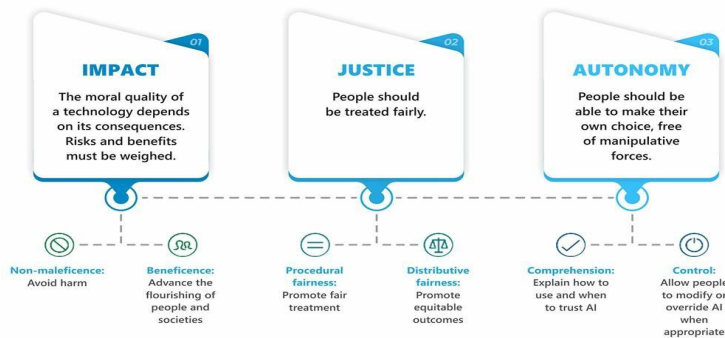 01
IMPACT
The moral quality of
a technology depends
on its consequences.
Risks and benefits
must be weighed.
02
JUSTICE
People should
be treated fairly.
03
AUTONOMY
People should be
able to make their
own choice, free
of manipulative
forces.
Non-maleficence:
Avoid harm
Beneficence:
Advance the
flourishing of
people and
societies
Procedural
fairness:
Promote fair
treatment
Distributive
fairness:
Promote
equitable
outcomes
Comprehension:
Explain how to
use and when
to trust AI
Control:
Allow people
to modify or
override AI
when
appropriate